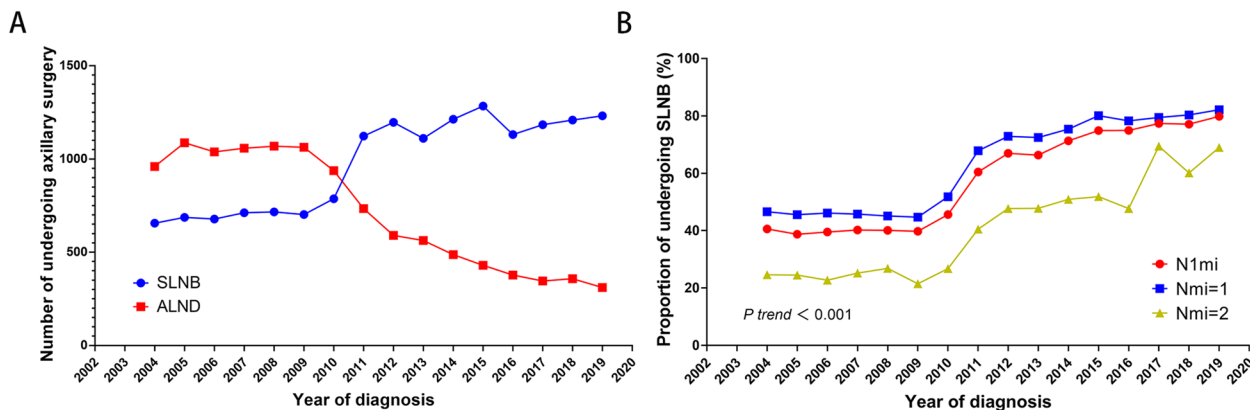 A
Number of undergoing axillary surgery
1500
1000
500
0
SLNB
ALND
2002 2003 2004 2005 2006 2007 2008 2009 2010 2011 2012 2013 2014 2015 2016 2017 2018 2019 2020
Year of diagnosis
B
Proportion of undergoing SLNB (%)
100
80
60
40
20
0
P trend < 0.001
N1mi
Nmi=1
Nmi=2
2002 2003 2004 2005 2006 2007 2008 2009 2010 2011 2012 2013 2014 2015 2016 2017 2018 2019
Year of diagnosis